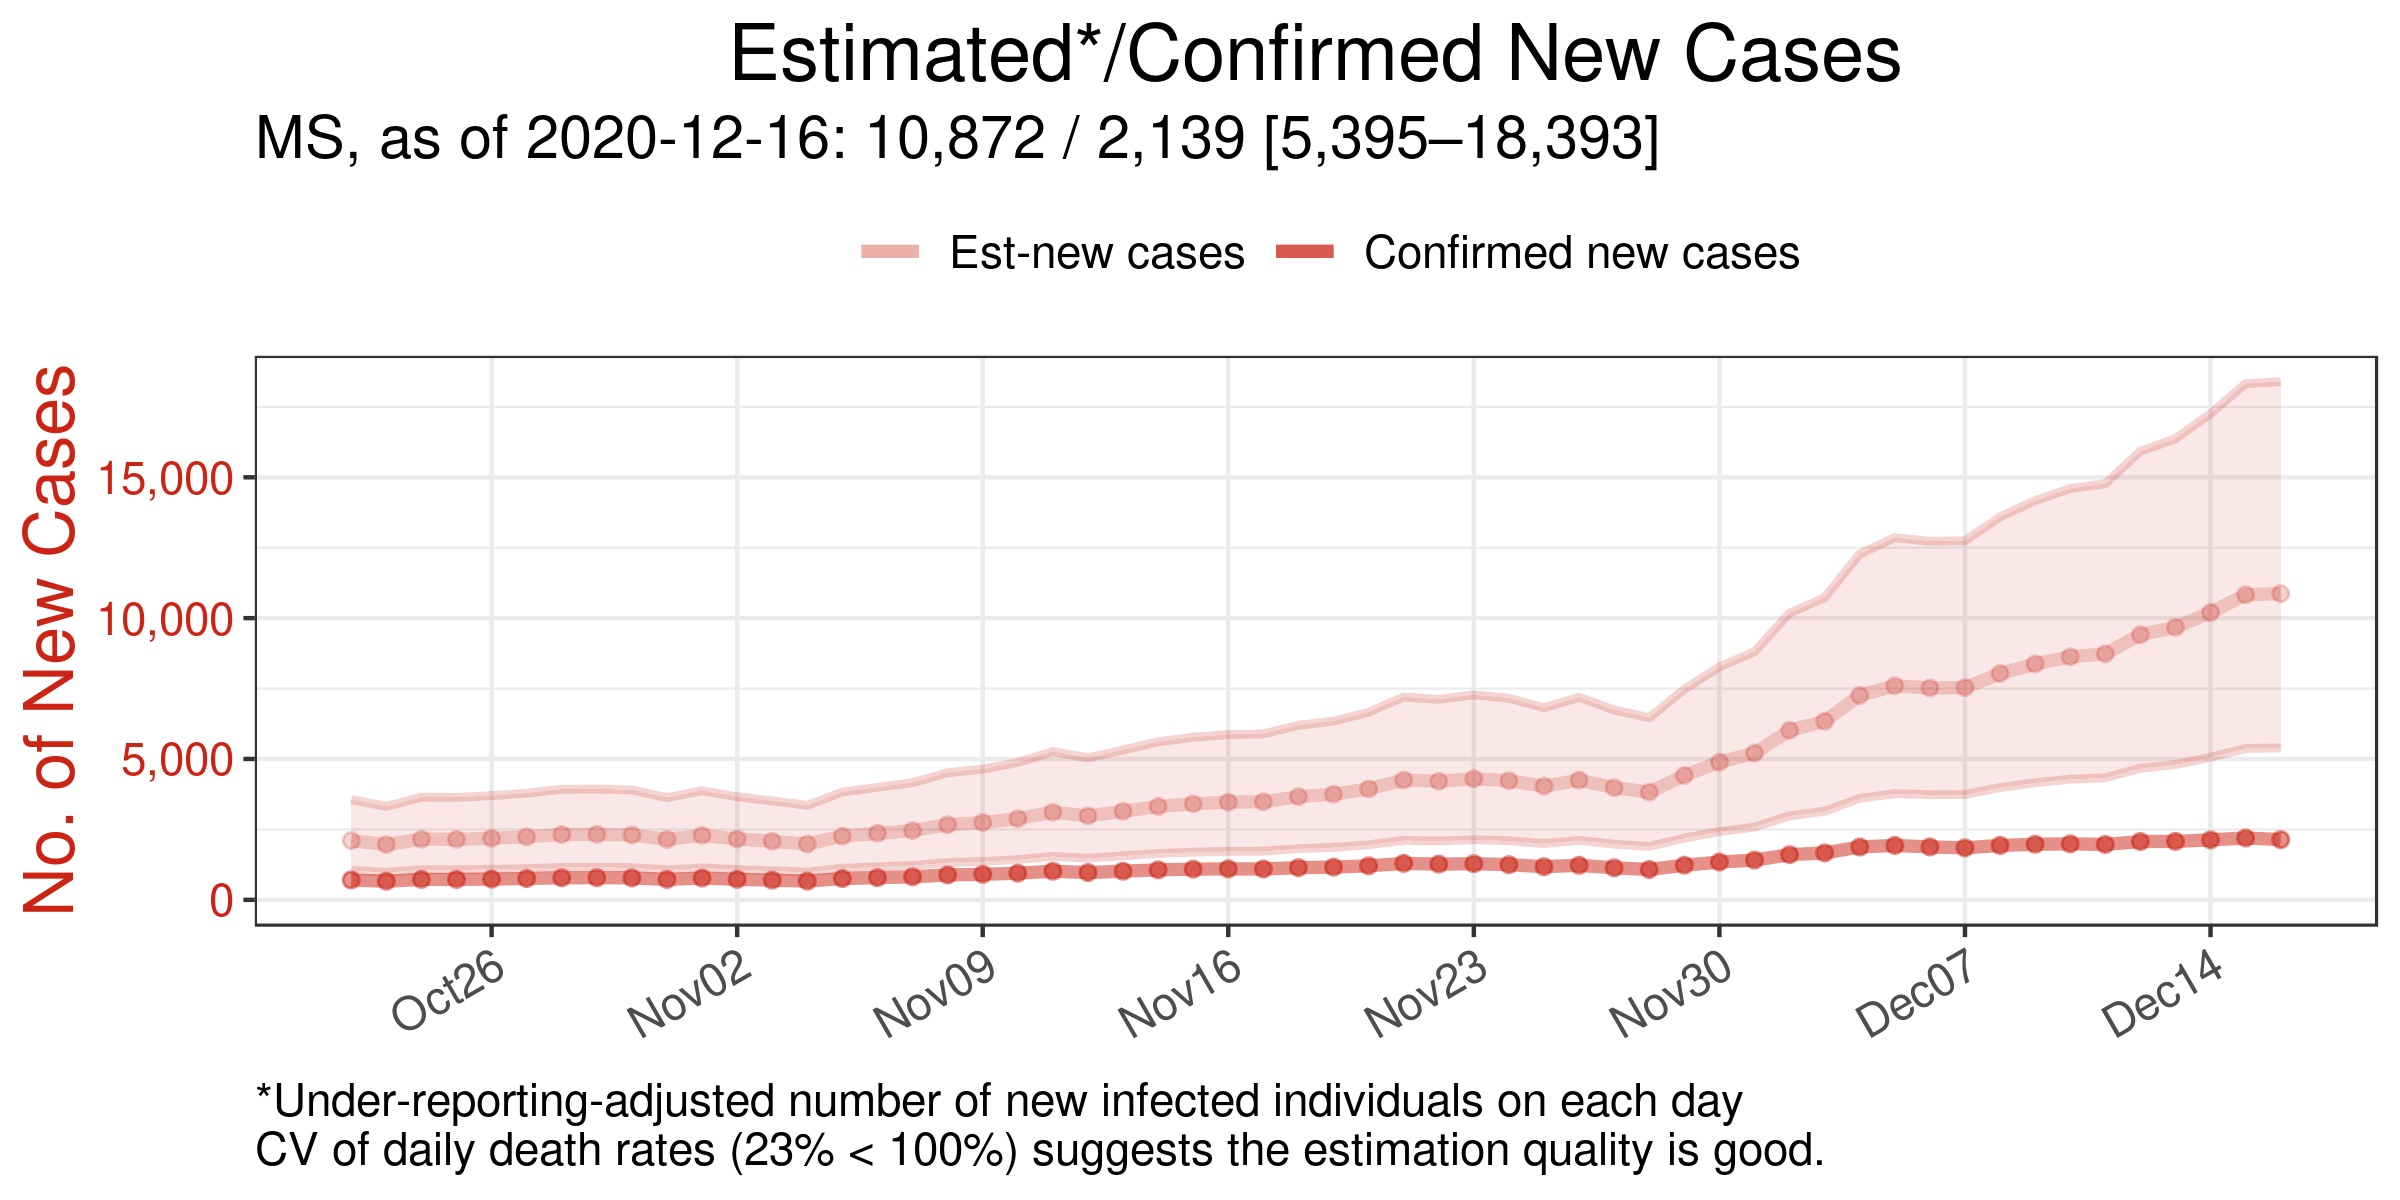 Estimated*/Confirmed New Cases
MS, as of 2020-12-16: 10,872 / 2,139 [5,395–18,393]
Est-new cases
Confirmed new cases
No. of New Cases
15,000
10,000
5,000
0
Oct26
Nov02
Nov09
Nov16
Nov23
Nov30
Dec07
Dec14
*Under-reporting-adjusted number of new infected individuals on each day
CV of daily death rates (23% < 100%) suggests the estimation quality is good.